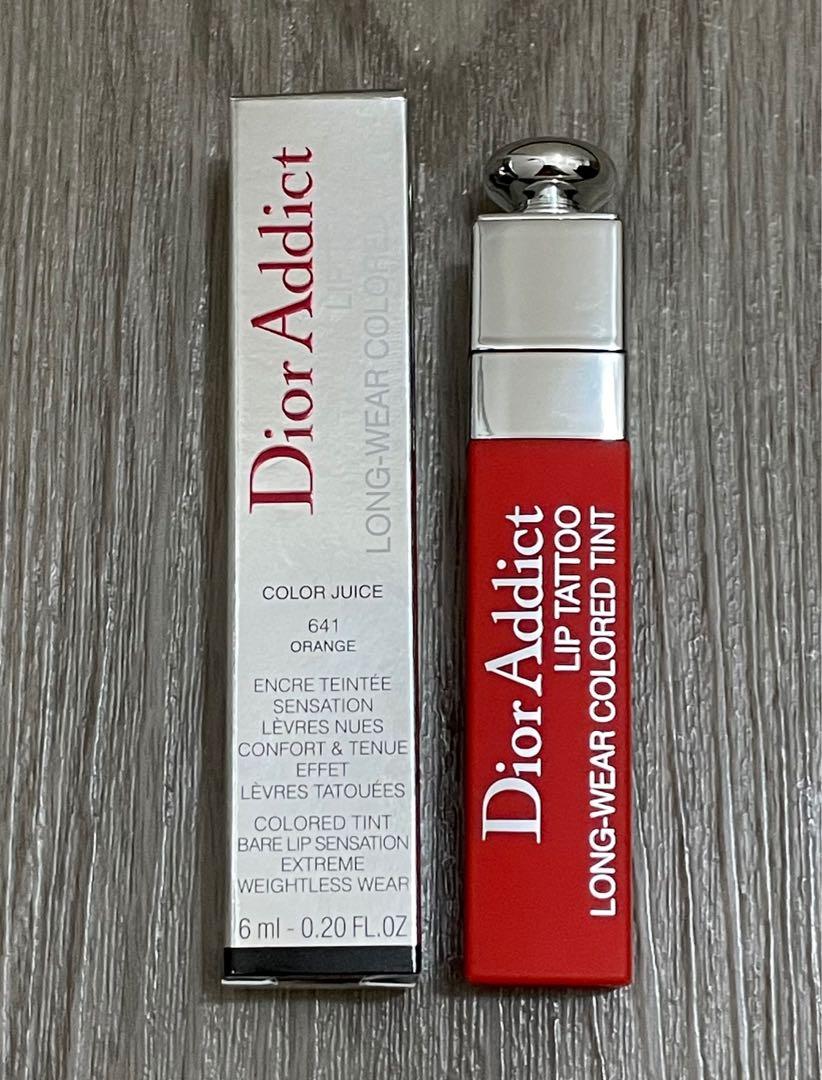 Dior Addict
LIP
LONG-WEAR COLORED
COLOR JUICE
641
ORANGE
ENCRE TEINTÉE
SENSATION
LÈVRES NUES
CONFORT & TENUE
EFFET
LÈVRES TATOUÉES
COLORED TINT
BARE LIP SENSATION
EXTREME
WEIGHTLESS WEAR
6 ml - 0.20 FL.OZ
Dior Addict
LIP TATTOO
LONG-WEAR COLORED TINT